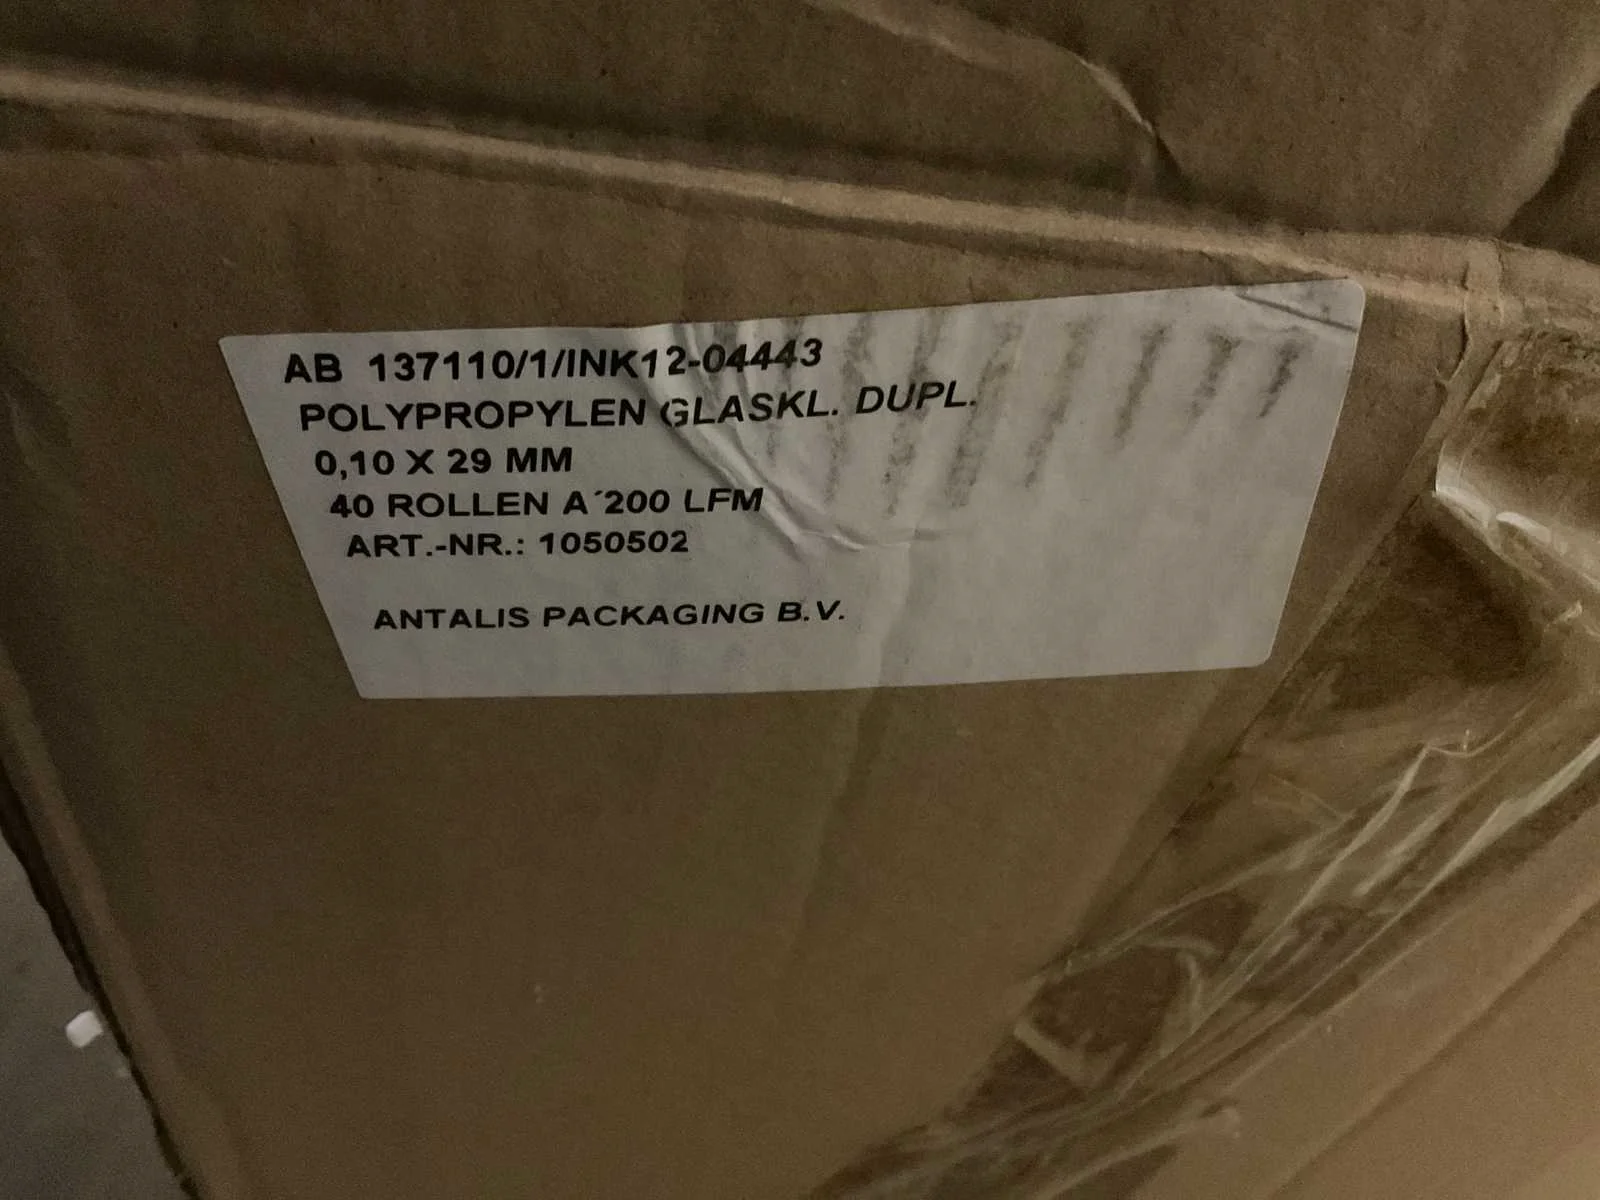 AB 137110/1/INK12-04443
POLYPROPYLEN GLASKL. DUPL.
0,10 X 29 MM
40 ROLLEN A´200 LFM
ART.-NR.: 1050502
ANTALIS PACKAGING B.V.